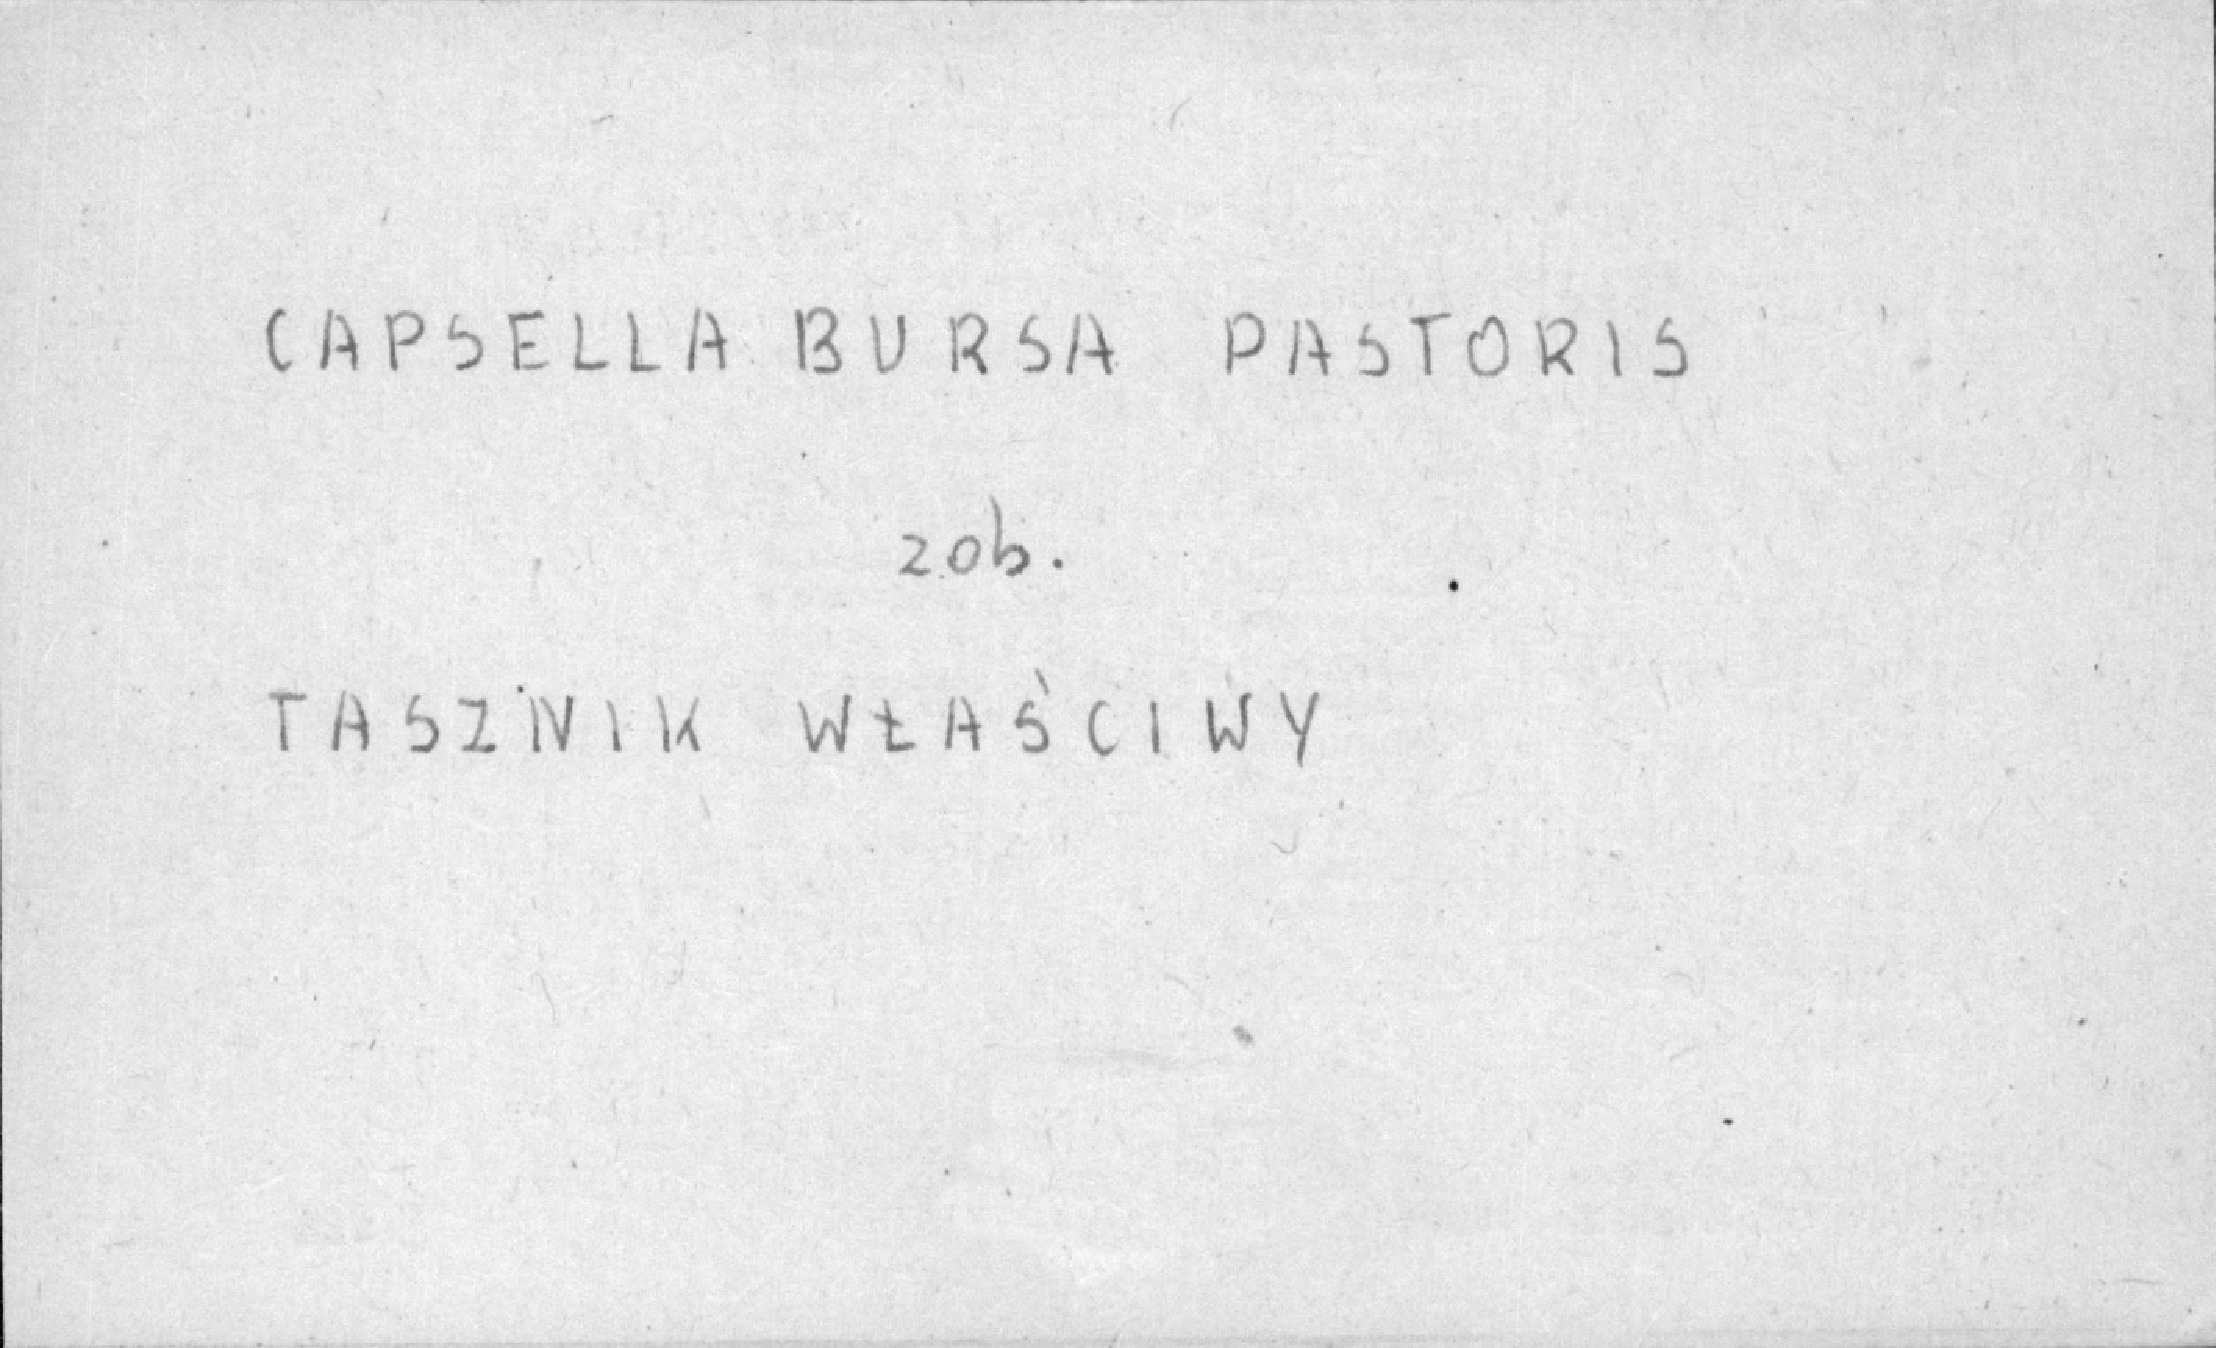 CAPSELLA BURSA PASTORIS
zob.
TASZNIK WŁAŚCIWY